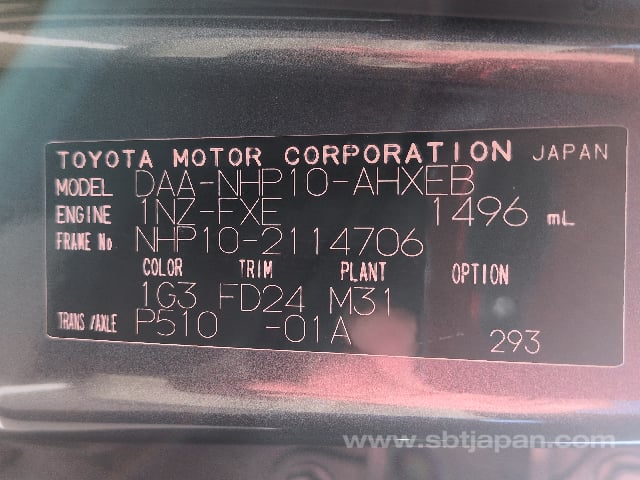 TOYOTA MOTOR CORPORATION JAPAN
MODEL DAA-NHP10-AHXEB
ENGINE 1NZ-FXE 1496 mL
FRAME No NHP10-2114706
COLOR TRIM PLANT OPTION
1G3 FD24 M31
TRANS/AXLE P510 -01A 293
www.sbtjapan.com